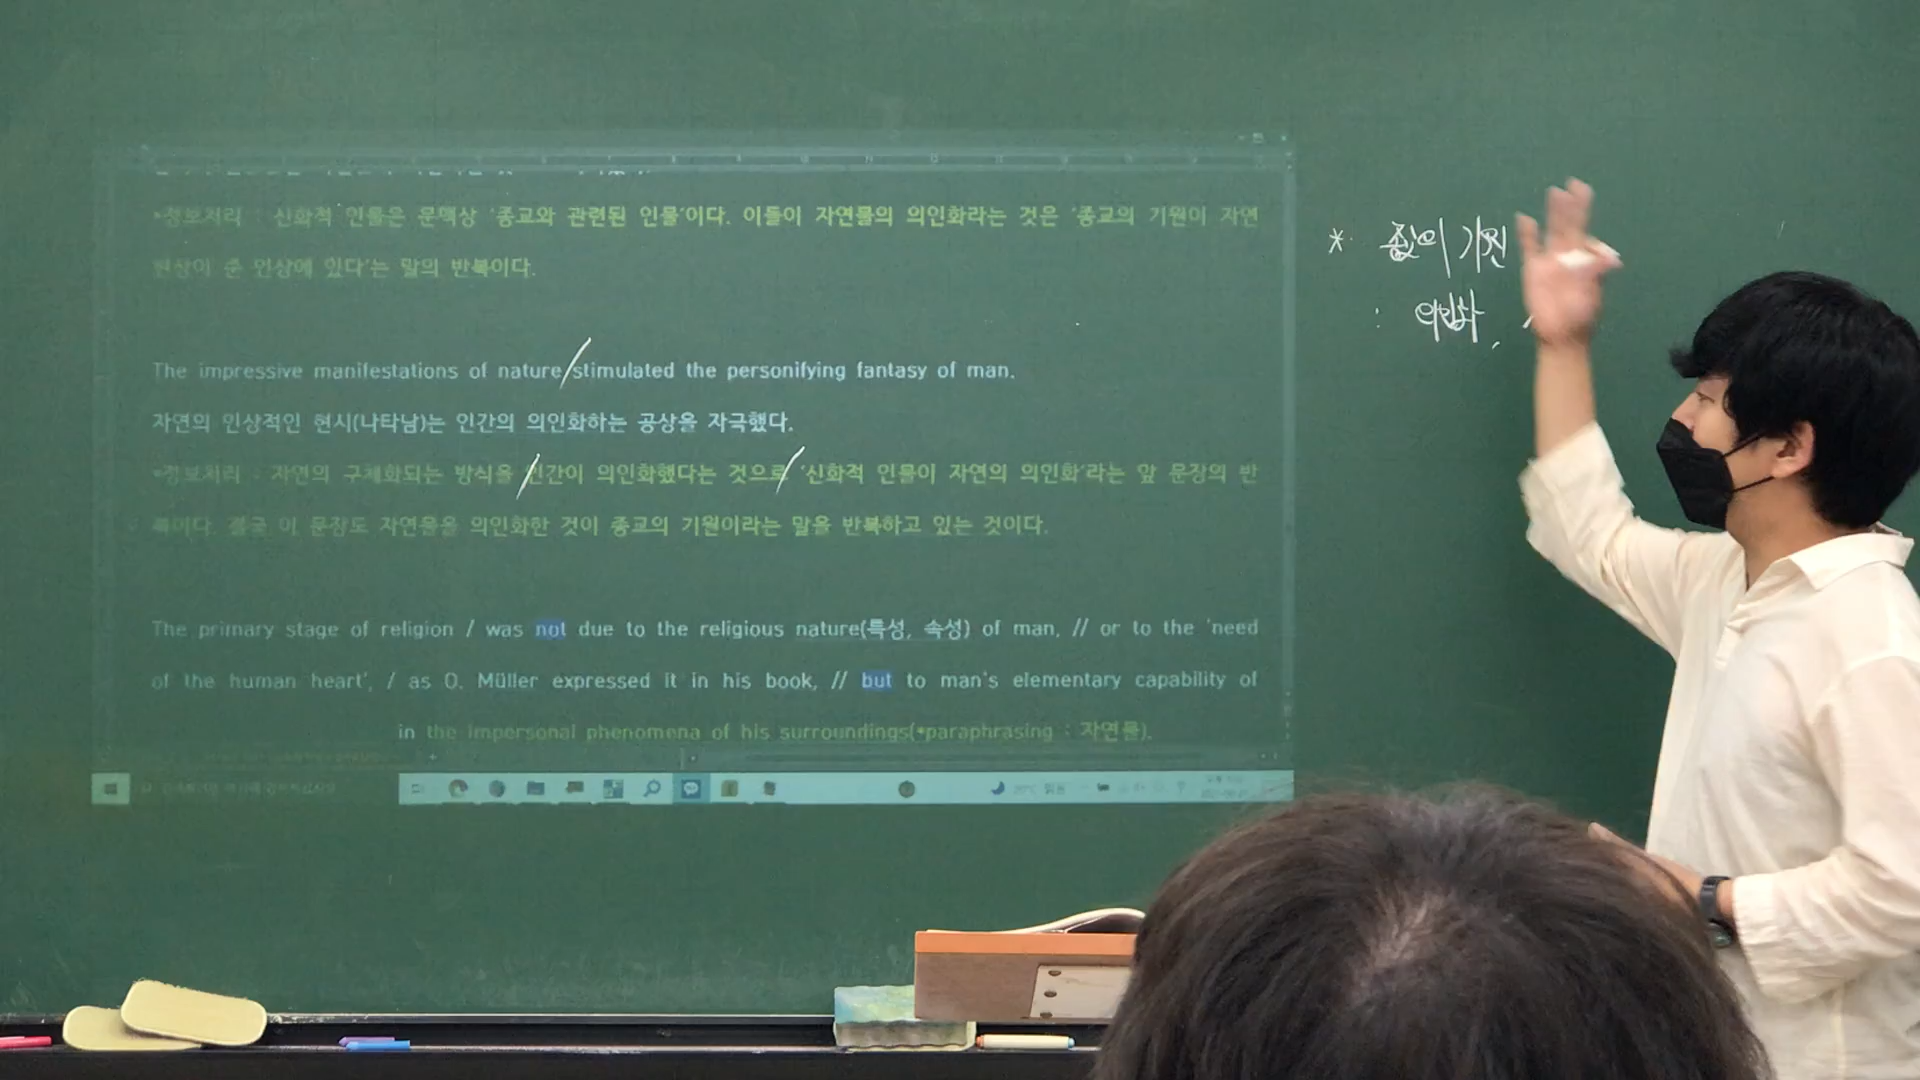 *정보처리 : 신화적 인물은 문맥상 '종교와 관련된 인물'이다. 이들이 자연물의 의인화라는 것은 '종교의 기원이 자연
현상이 준 인상에 있다'는 말의 반복이다.
The impressive manifestations of nature/stimulated the personifying fantasy of man.
자연의 인상적인 현시(나타남)는 인간의 의인화하는 공상을 자극했다.
*정보처리 : 자연의 구체화되는 방식을 인간이 의인화했다는 것으로 '신화적 인물이 자연의 의인화'라는 앞 문장의 반
복이다. 결국 이 문장도 자연물을 의인화한 것이 종교의 기원이라는 말을 반복하고 있는 것이다.
The primary stage of religion / was not due to the religious nature(특성, 속성) of man, // or to the 'need
of the human heart', / as O. Müller expressed it in his book, // but to man's elementary capability of
in the impersonal phenomena of his surroundings(*paraphrasing : 자연물).
* 기원
: 의인화